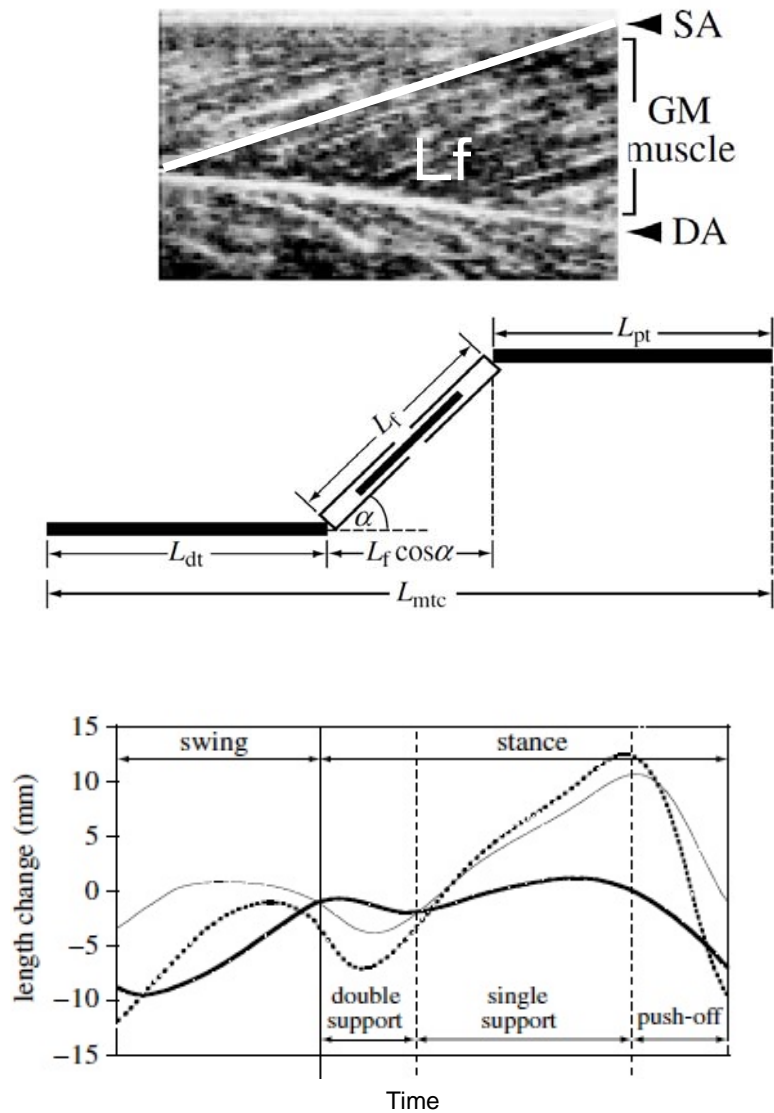 SA
GM
muscle
Lf
DA
Lpt
Lf
α
Ldt
Lf cosα
Lmtc
15
swing
stance
10
5
0
−5
−10
−15
length change (mm)
double
support
single
support
push-off
Time